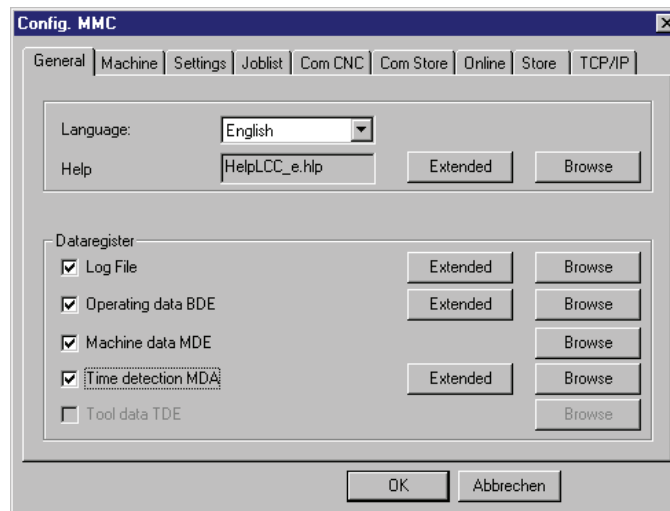 Config. MMC
General Machine Settings Joblist Com CNC Com Store Online Store TCP/IP
Language: English
Help HelpLCC_e.hlp Extended Browse
Dataregister
Log File Extended Browse
Operating data BDE Extended Browse
Machine data MDE Browse
Time detection MDA Extended Browse
Tool data TDE Browse
OK Abbrechen